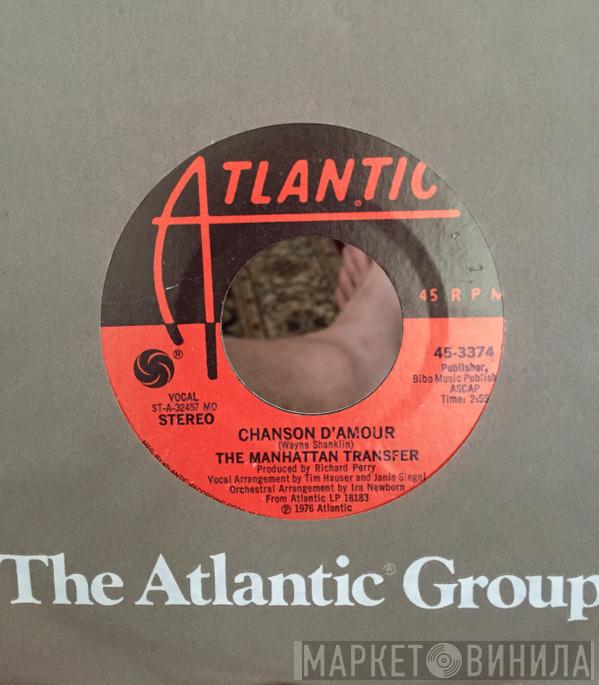 ATLANTIC
45 RPM
45-3374
Publisher,
Bibo Music Publish
ASCAP
Time: 2:55
®
VOCAL
ST-A-32457 MO
STEREO
CHANSON D'AMOUR
(Wayne Shanklin)
THE MANHATTAN TRANSFER
Produced by Richard Perry
Vocal Arrangement by Tim Hauser and Janis Siegel
Orchestral Arrangement by Ira Newborn
From Atlantic LP 18183
℗ 1976 Atlantic
The Atlantic® Group
МАРКЕТ ВИНИЛА